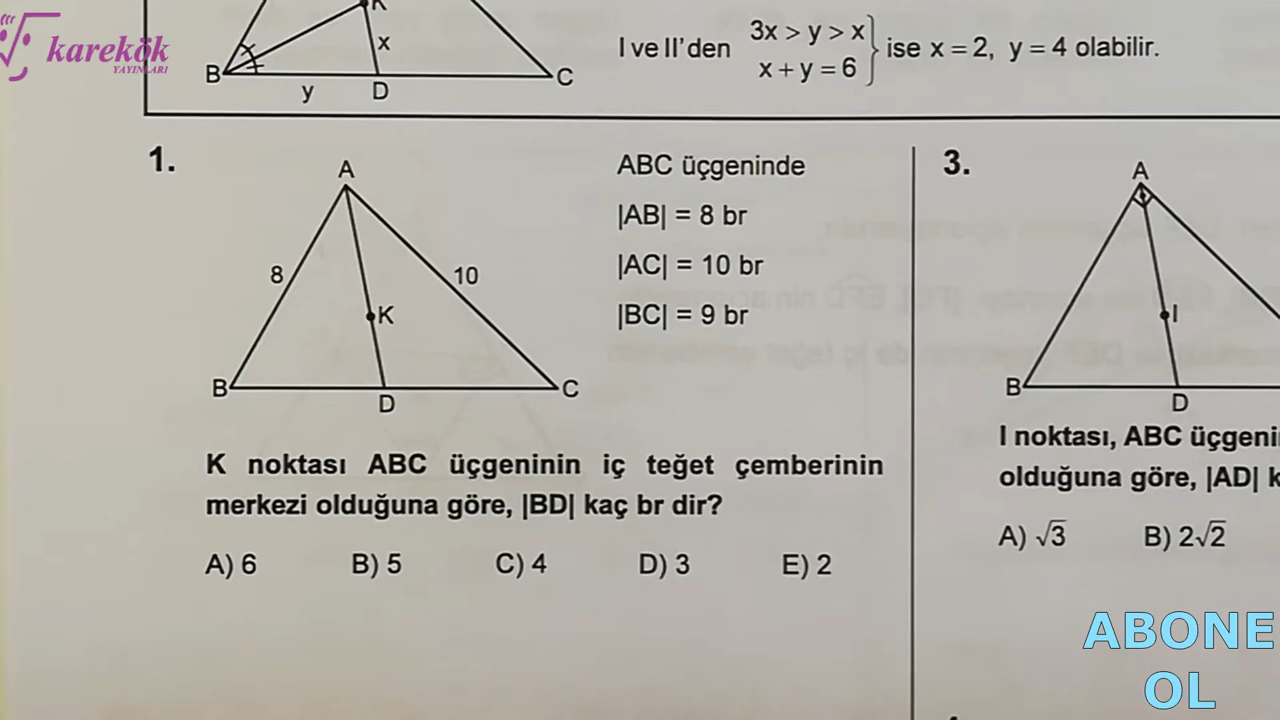 karekök
YAYINLARI
K
x
B
C
y
D
I ve II'den 3x > y > x
x + y = 6 ise x = 2, y = 4 olabilir.
1.
A
8
10
K
B
C
D
ABC üçgeninde
|AB| = 8 br
|AC| = 10 br
|BC| = 9 br
K noktası ABC üçgeninin iç teğet çemberinin
merkezi olduğuna göre, |BD| kaç br dir?
A) 6 B) 5 C) 4 D) 3 E) 2
3.
A
I
B
D
I noktası, ABC üçgeni
olduğuna göre, |AD| k
A) √3 B) 2√2
ABONE
OL